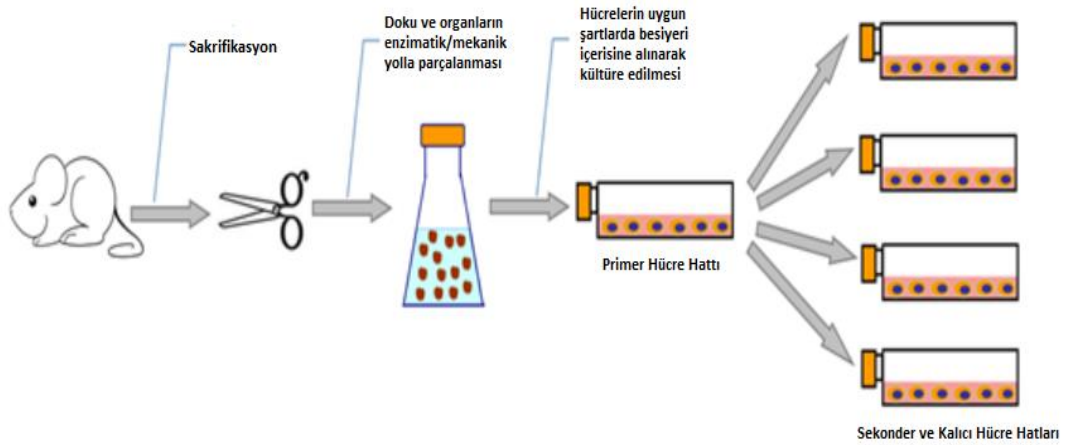 Sakrifikasyon
Doku ve organların
enzimatik/mekanik
yolla parçalanması
Hücrelerin uygun
şartlarda besiyeri
içerisine alınarak
kültüre edilmesi
Primer Hücre Hattı
Sekonder ve Kalıcı Hücre Hatları